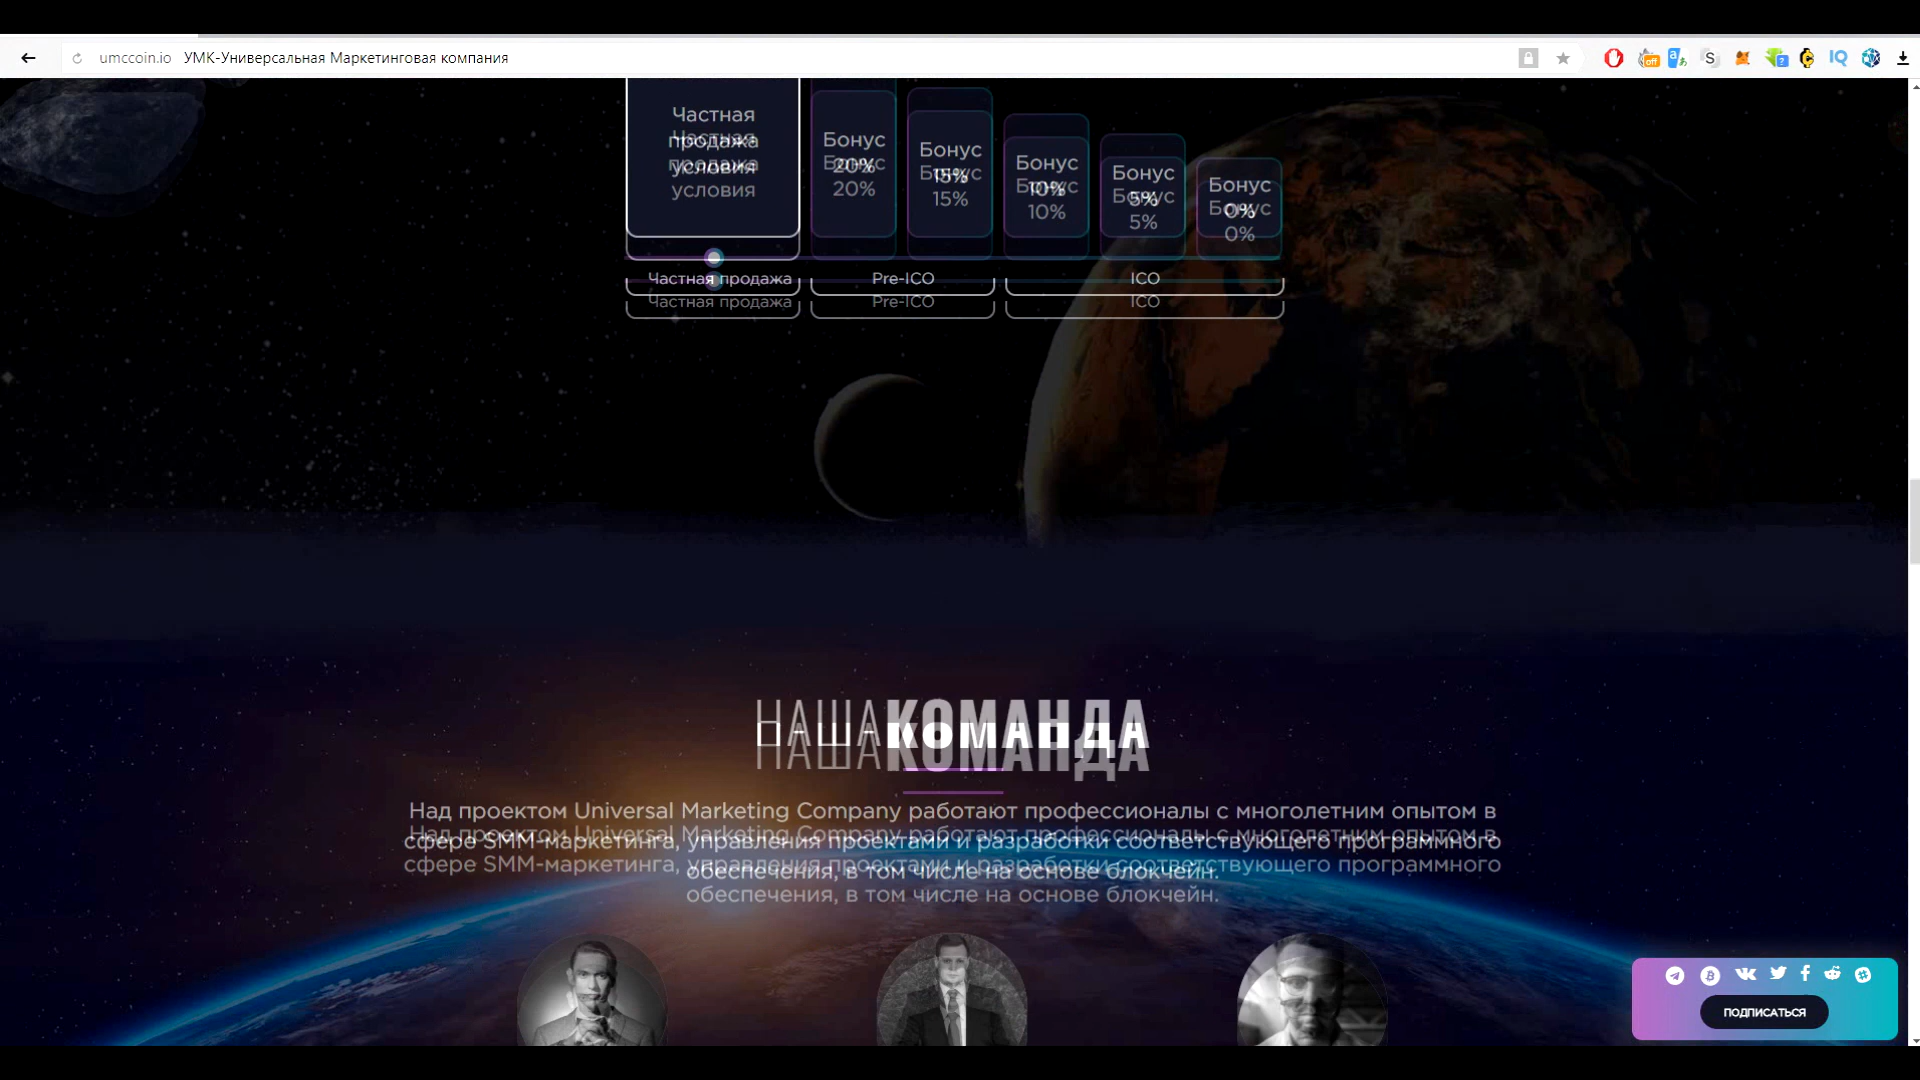 umccoin.io УМК-Универсальная Маркетинговая компания
Частная
продажа
условия
Бонус
20%
Бонус
15%
Бонус
10%
Бонус
5%
Бонус
0%
Частная продажа
Pre-ICO
ICO
НАША КОМАНДА
Над проектом Universal Marketing Company работают профессионалы с многолетним опытом в
сфере SMM-маркетинга, управления проектами и разработки соответствующего программного
обеспечения, в том числе на основе блокчейн.
ПОДПИСАТЬСЯ